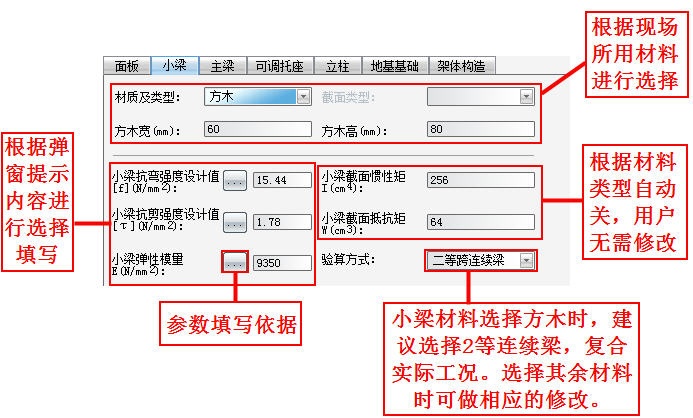 根据现场
所用材料
进行选择
面板 小梁 主梁 可调托座 立柱 地基基础 架体构造
材质及类型: 方木 截面类型:
方木宽(mm): 60 方木高(mm): 80
根据弹
窗提示
内容进
行选择
填写
小梁抗弯强度设计值 ... 15.44 小梁截面惯性矩 256
[f](N/mm2): I(cm4):
小梁抗剪强度设计值 ... 1.78 小梁截面抵抗矩 64
[τ](N/mm2): W(cm3):
小梁弹性模量 ... 9350 验算方式: 二等跨连续梁
E(N/mm2):
根据材料
类型自动
关，用户
无需修改
参数填写依据
小梁材料选择方木时，建
议选择2等连续梁，复合
实际工况。选择其余材料
时可做相应的修改。